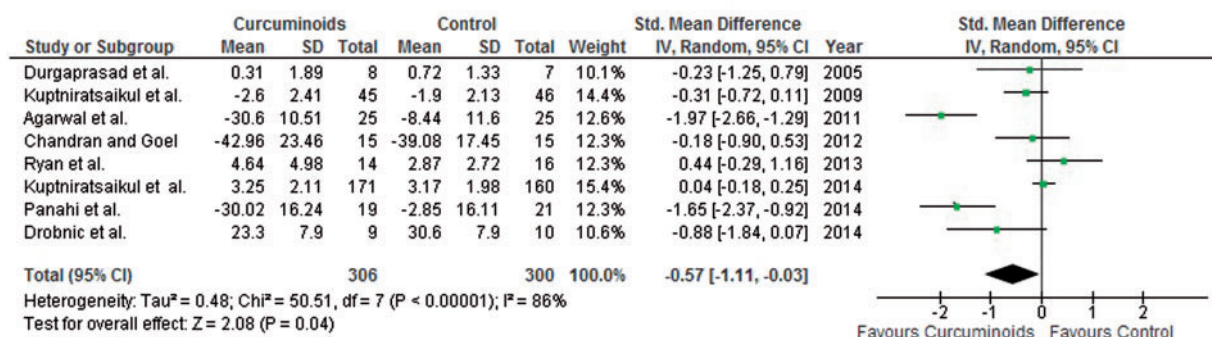 Curcuminoids Control Std. Mean Difference Std. Mean Difference
Study or Subgroup Mean SD Total Mean SD Total Weight IV, Random, 95% CI Year IV, Random, 95% CI
Durgaprasad et al. 0.31 1.89 8 0.72 1.33 7 10.1% -0.23 [-1.25, 0.79] 2005
Kuptniratsaikul et al. -2.6 2.41 45 -1.9 2.13 46 14.4% -0.31 [-0.72, 0.11] 2009
Agarwal et al. -30.6 10.51 25 -8.44 11.6 25 12.6% -1.97 [-2.66, -1.29] 2011
Chandran and Goel -42.96 23.46 15 -39.08 17.45 15 12.3% -0.18 [-0.90, 0.53] 2012
Ryan et al. 4.64 4.98 14 2.87 2.72 16 12.3% 0.44 [-0.29, 1.16] 2013
Kuptniratsaikul et al. 3.25 2.11 171 3.17 1.98 160 15.4% 0.04 [-0.18, 0.25] 2014
Panahi et al. -30.02 16.24 19 -2.85 16.11 21 12.3% -1.65 [-2.37, -0.92] 2014
Drobnic et al. 23.3 7.9 9 30.6 7.9 10 10.6% -0.88 [-1.84, 0.07] 2014
Total (95% CI) 306 300 100.0% -0.57 [-1.11, -0.03]
Heterogeneity: Tau² = 0.48; Chi² = 50.51, df = 7 (P < 0.00001); I² = 86%
Test for overall effect: Z = 2.08 (P = 0.04)
-2 -1 0 1 2
Favours Curcuminoids Favours Control